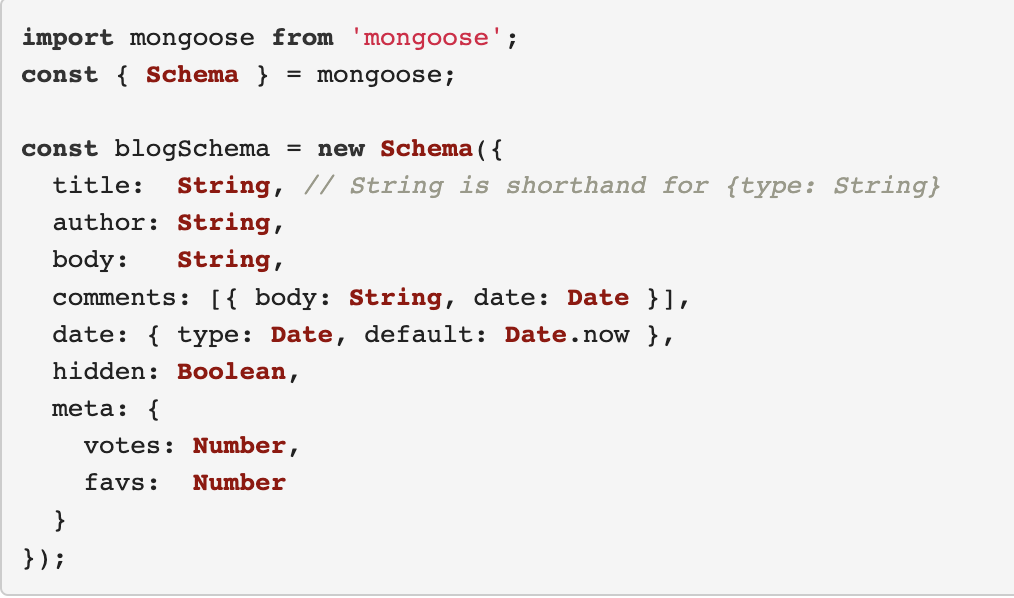 import mongoose from 'mongoose';
const { Schema } = mongoose;

const blogSchema = new Schema({
  title:  String, // String is shorthand for {type: String}
  author: String,
  body:   String,
  comments: [{ body: String, date: Date }],
  date: { type: Date, default: Date.now },
  hidden: Boolean,
  meta: {
    votes: Number,
    favs:  Number
  }
});